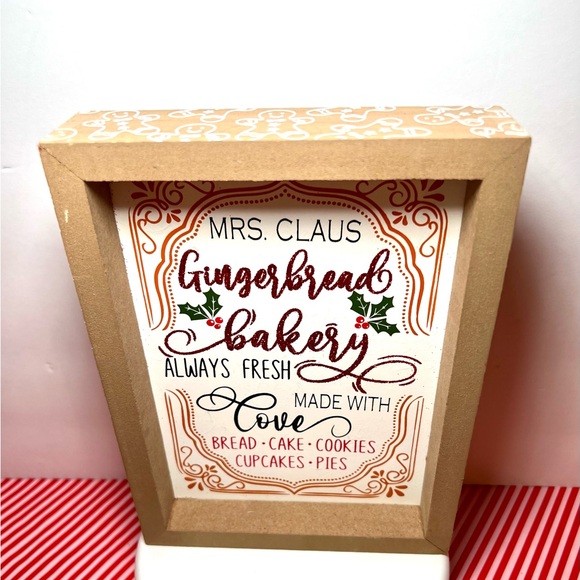 MRS. CLAUS
Gingerbread
bakery
ALWAYS FRESH
MADE WITH
Love
BREAD · CAKE · COOKIES
CUPCAKES · PIES